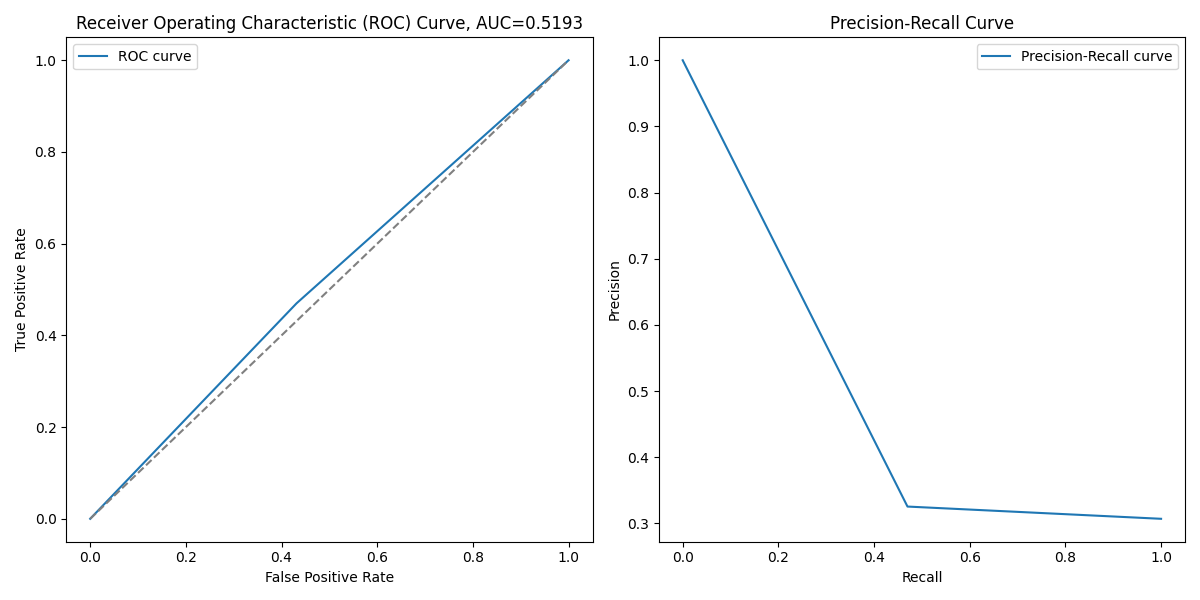 Receiver Operating Characteristic (ROC) Curve, AUC=0.5193
ROC curve
1.0
0.8
0.6
0.4
0.2
0.0
True Positive Rate
0.0 0.2 0.4 0.6 0.8 1.0
False Positive Rate
Precision-Recall Curve
Precision-Recall curve
1.0
0.9
0.8
0.7
0.6
0.5
0.4
0.3
Precision
0.0 0.2 0.4 0.6 0.8 1.0
Recall